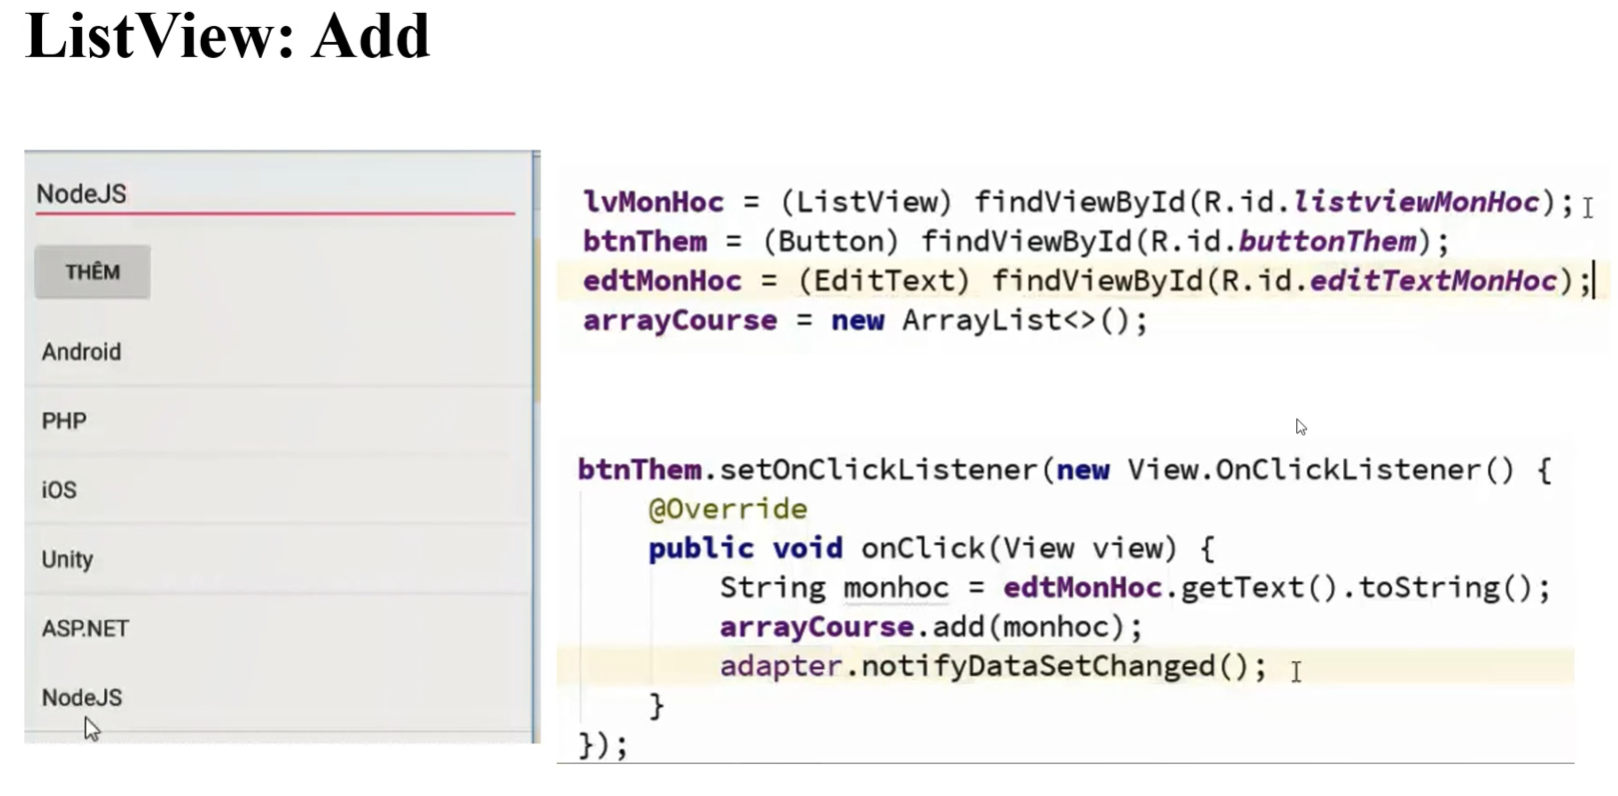 ListView: Add
NodeJS
THÊM
Android
PHP
iOS
Unity
ASP.NET
NodeJS
lvMonHoc = (ListView) findViewById(R.id.listviewMonHoc);
btnThem = (Button) findViewById(R.id.buttonThem);
edtMonHoc = (EditText) findViewById(R.id.editTextMonHoc);
arrayCourse = new ArrayList<>();
btnThem.setOnClickListener(new View.OnClickListener() {
@Override
public void onClick(View view) {
String monhoc = edtMonHoc.getText().toString();
arrayCourse.add(monhoc);
adapter.notifyDataSetChanged();
}
});